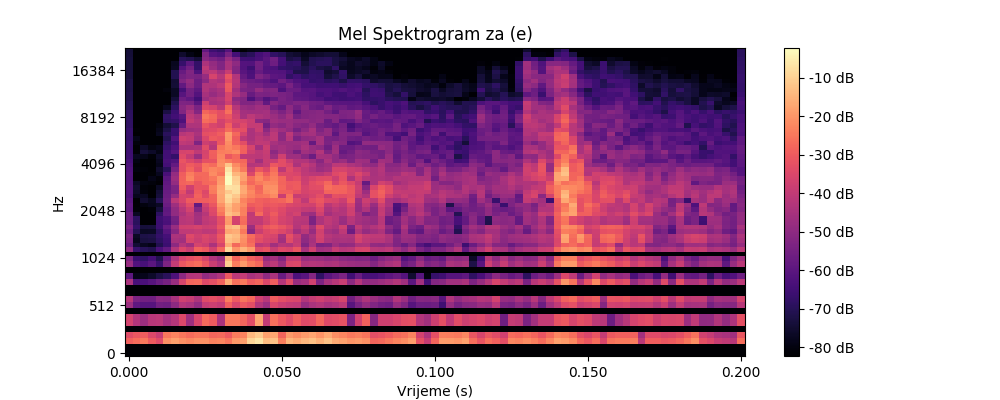 Mel Spektrogram za (e)
16384
8192
4096
2048
1024
512
0
Hz
0.000 0.050 0.100 0.150 0.200
Vrijeme (s)
-10 dB
-20 dB
-30 dB
-40 dB
-50 dB
-60 dB
-70 dB
-80 dB